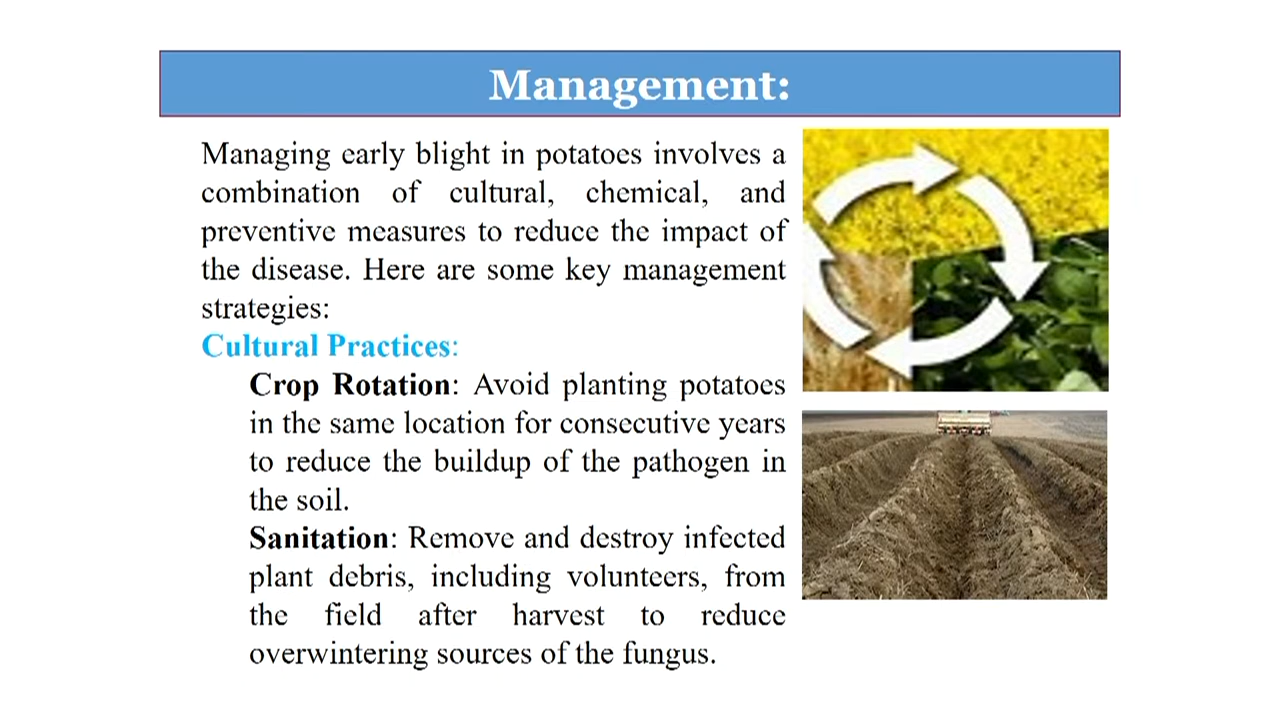 Management:
Managing early blight in potatoes involves a
combination of cultural, chemical, and
preventive measures to reduce the impact of
the disease. Here are some key management
strategies:
Cultural Practices:
Crop Rotation: Avoid planting potatoes
in the same location for consecutive years
to reduce the buildup of the pathogen in
the soil.
Sanitation: Remove and destroy infected
plant debris, including volunteers, from
the field after harvest to reduce
overwintering sources of the fungus.